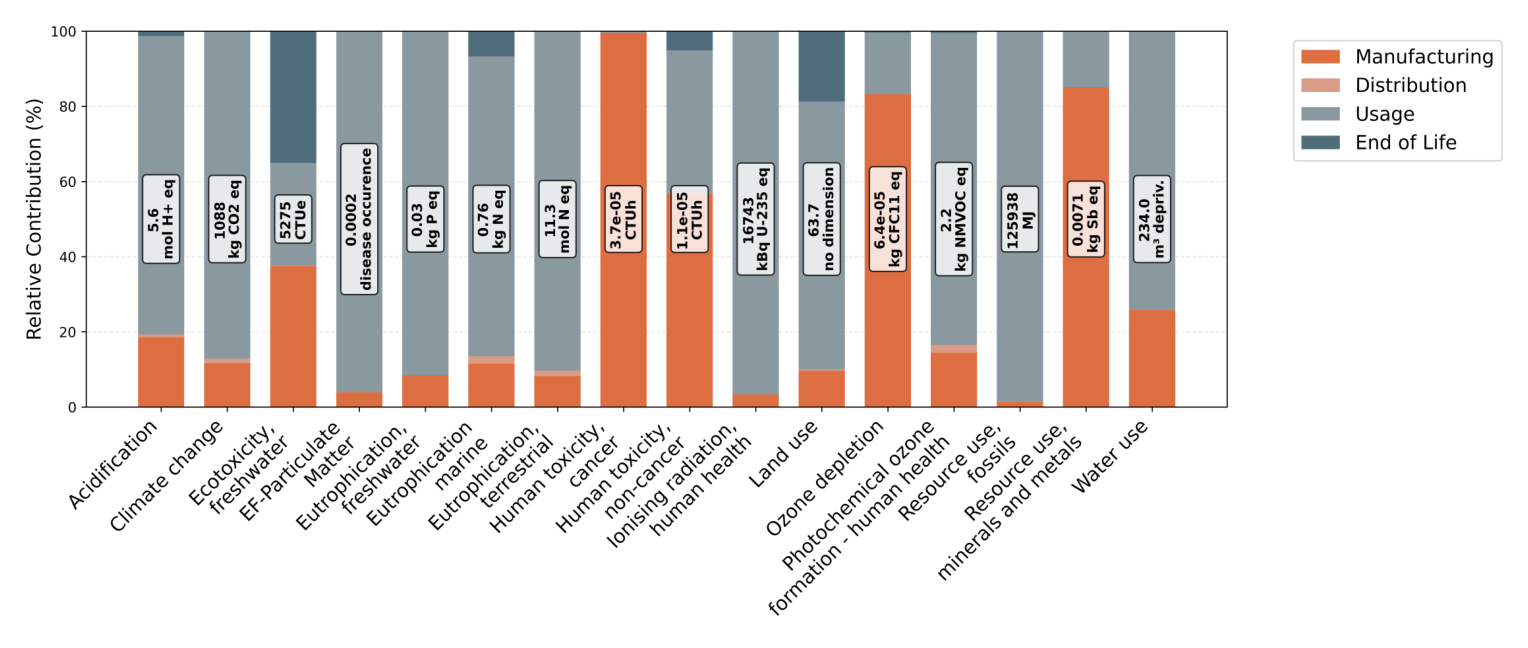 Relative Contribution (%)
100
80
60
40
20
0
5.6
mol H+ eq
1088
kg CO2 eq
5275
CTUe
0.0002
disease occurence
0.03
kg P eq
0.76
kg N eq
11.3
mol N eq
3.7e-05
CTUh
1.1e-05
CTUh
16743
kBq U-235 eq
63.7
no dimension
6.4e-05
kg CFC11 eq
2.2
kg NMVOC eq
125938
MJ
0.0071
kg Sb eq
234.0
m³ depriv.
Acidification
Climate change
Ecotoxicity,
freshwater
EF-Particulate
Matter
Eutrophication,
freshwater
Eutrophication
marine
Eutrophication,
terrestrial
Human toxicity,
cancer
Human toxicity,
non-cancer
Ionising radiation,
human health
Land use
Ozone depletion
Photochemical ozone
formation - human health
Resource use,
fossils
Resource use,
minerals and metals
Water use
Manufacturing
Distribution
Usage
End of Life